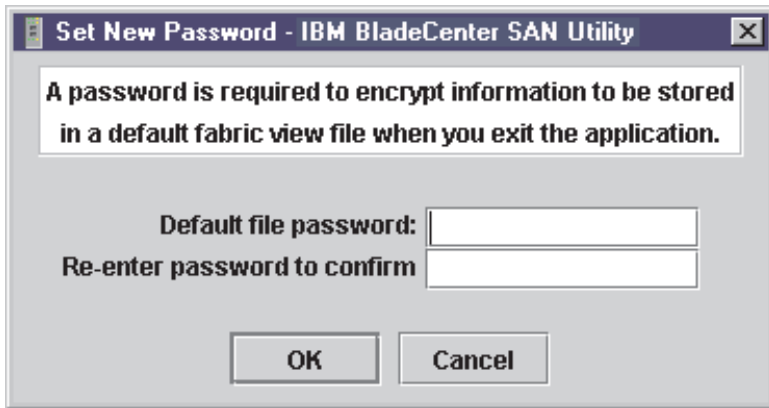 Set New Password - IBM BladeCenter SAN Utility
A password is required to encrypt information to be stored
in a default fabric view file when you exit the application.
Default file password:
Re-enter password to confirm
OK
Cancel